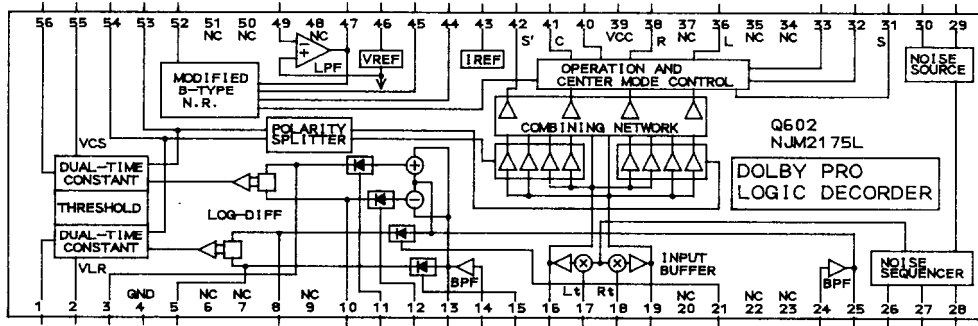 56 55 54 53 52 51 50 49 48 47 46 45 44 43 42 41 40 39 38 37 36 35 34 33 32 31 30 29
NC NC NC S' C VCC R NC L NC NC S
LPF
VREF
IREF
MODIFIED
B-TYPE
N.R.
OPERATION AND
CENTER MODE CONTROL
NOISE
SOURCE
COMBINING NETWORK
POLARITY
SPLITTER
Q602
NJM2175L
DOLBY PRO
LOGIC DECORDER
VCS
DUAL-TIME
CONSTANT
THRESHOLD
DUAL-TIME
CONSTANT
VLR
LOG-DIFF
BPF
INPUT
BUFFER
Lt Rt
BPF
NOISE
SEQUENCER
GND NC NC NC NC NC NC NC
1 2 3 4 5 6 7 8 9 10 11 12 13 14 15 16 17 18 19 20 21 22 23 24 25 26 27 28